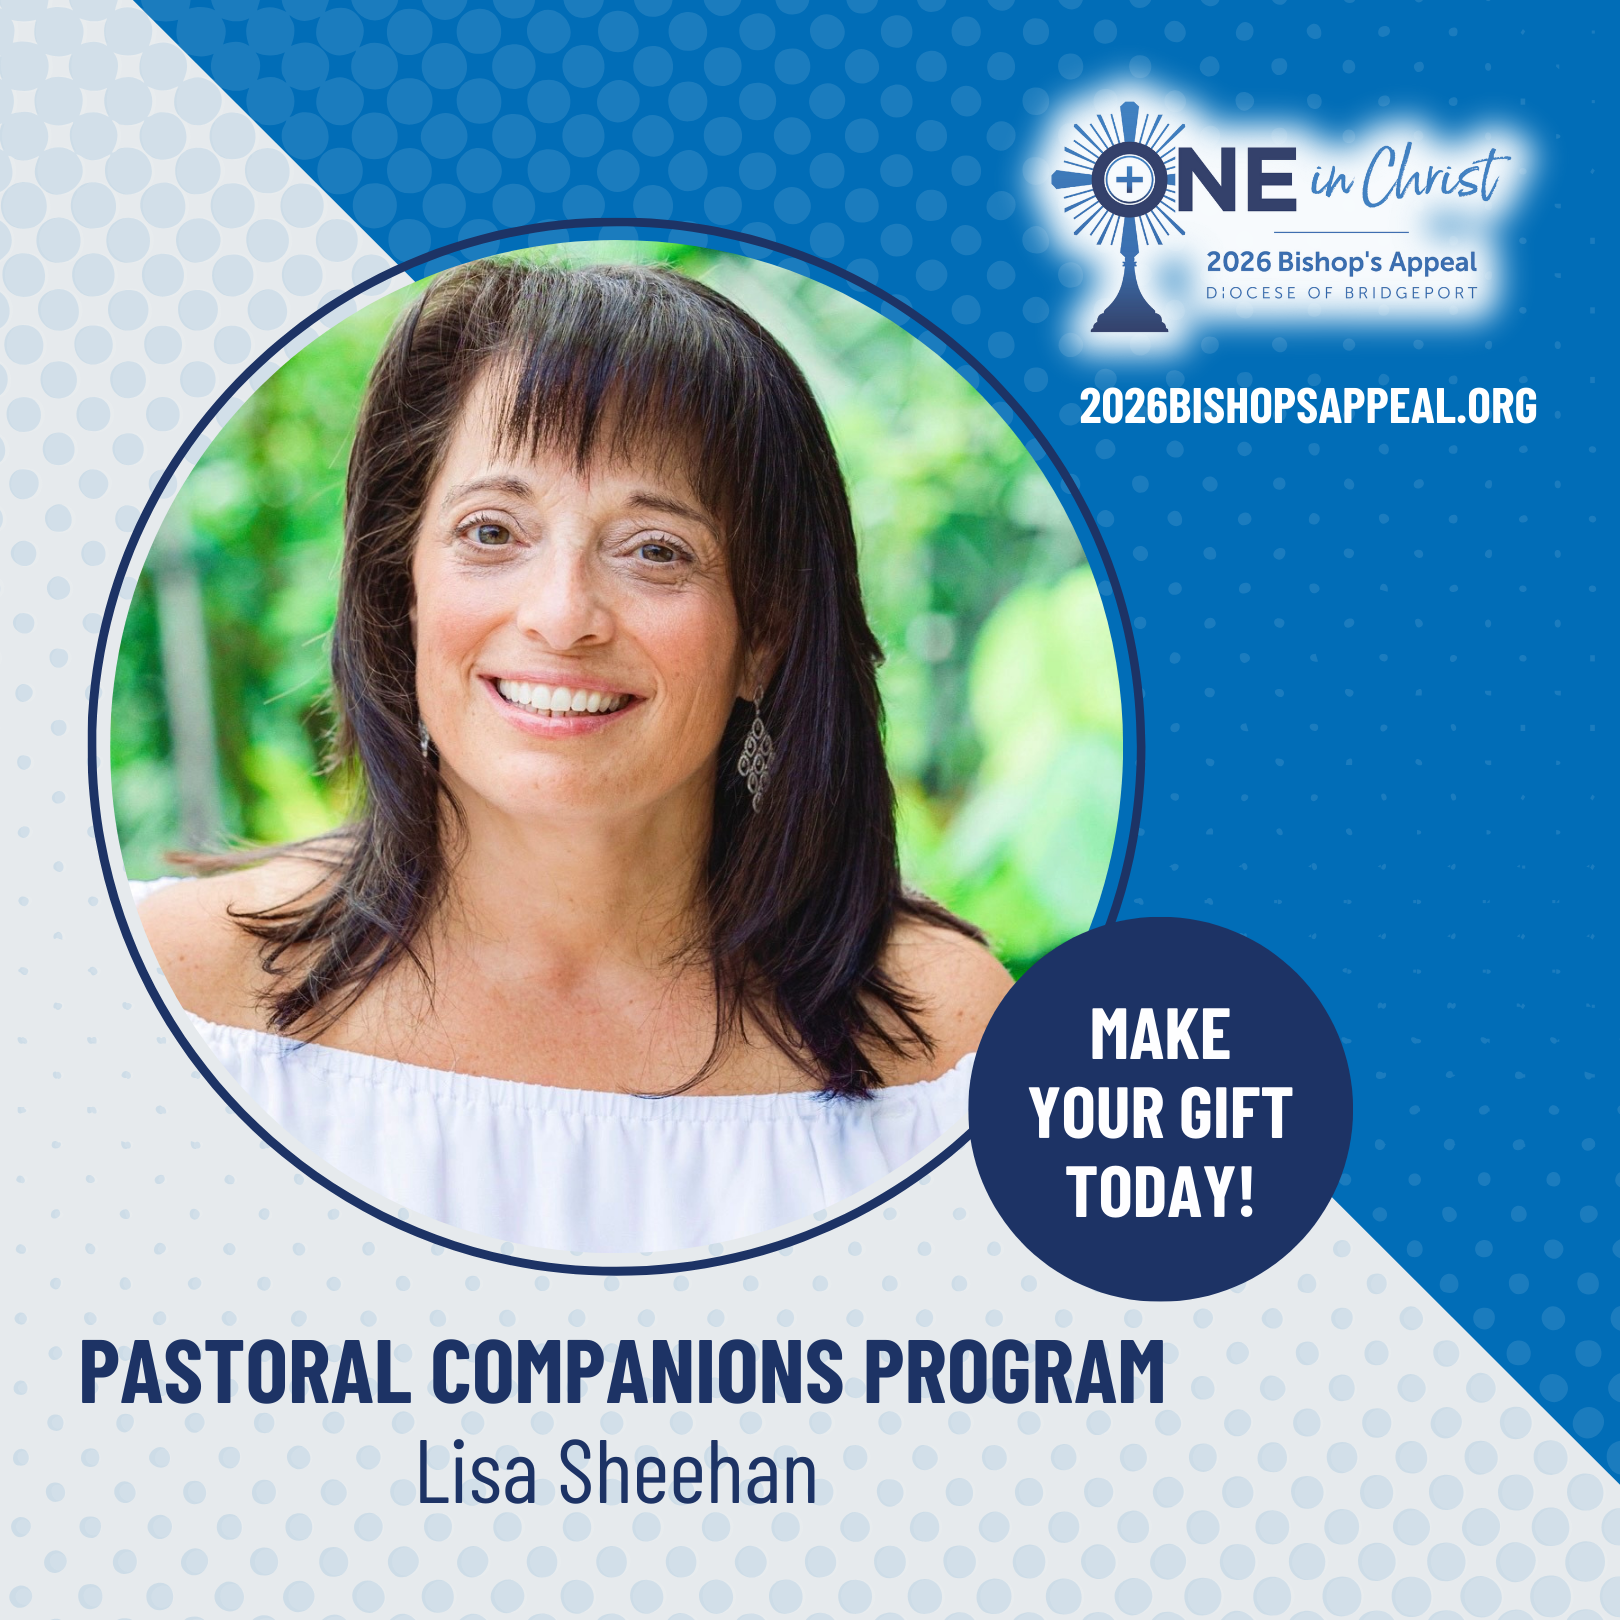 ONE in Christ
2026 Bishop's Appeal
DIOCESE OF BRIDGEPORT
2026BISHOPSAPPEAL.ORG
MAKE
YOUR GIFT
TODAY!
PASTORAL COMPANIONS PROGRAM
Lisa Sheehan